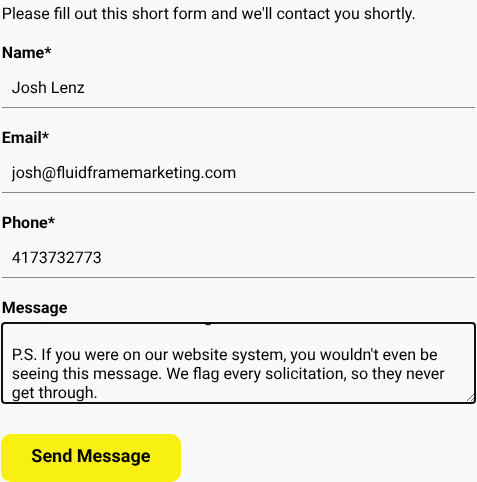 Please fill out this short form and we'll contact you shortly.
Name*
Josh Lenz
Email*
josh@fluidframemarketing.com
Phone*
4173732773
Message
P.S. If you were on our website system, you wouldn't even be
seeing this message. We flag every solicitation, so they never
get through.
Send Message